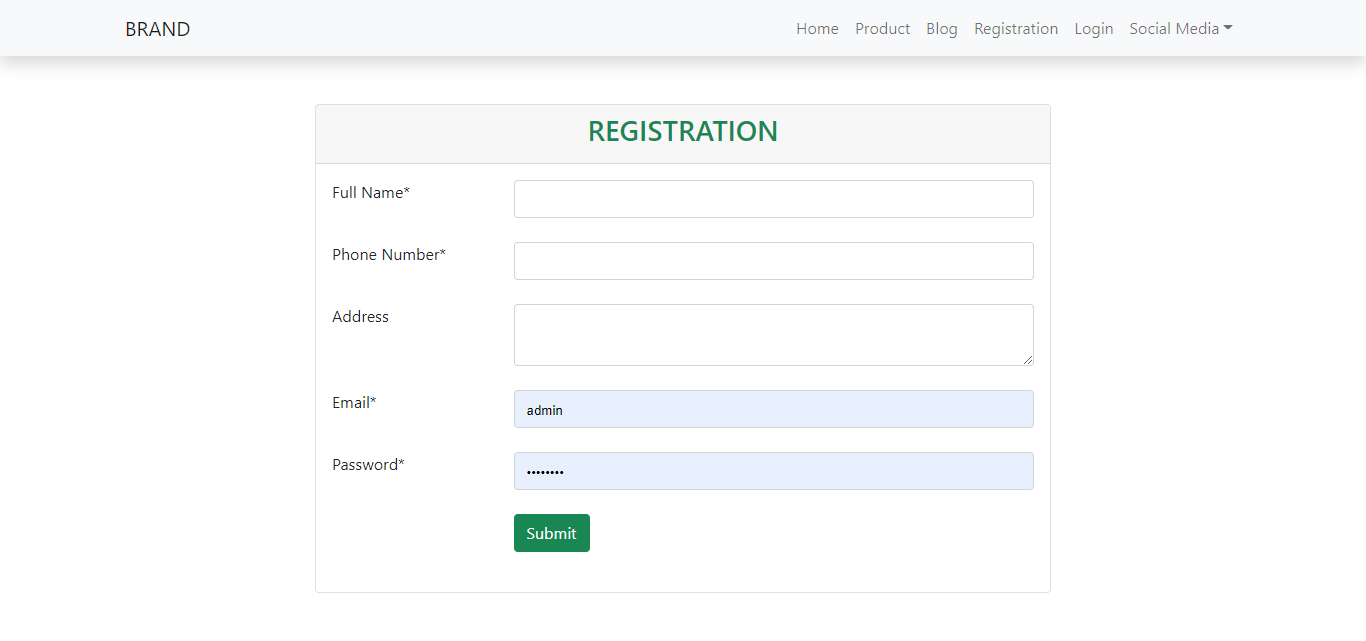 BRAND Home Product Blog Registration Login Social Media
REGISTRATION
Full Name*
Phone Number*
Address
Email* admin
Password* ••••••••
Submit